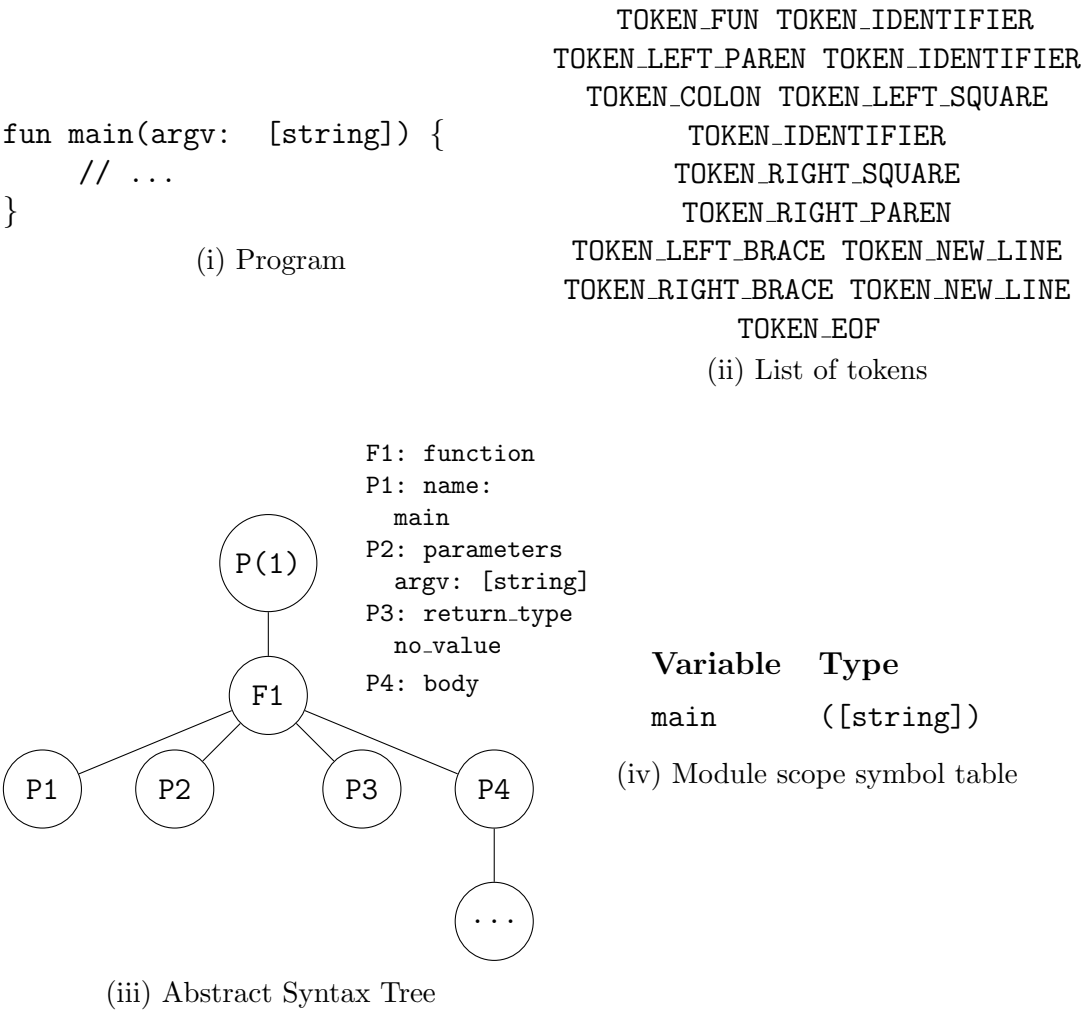 fun main(argv: [string]) {
// ...
}
(i) Program
TOKEN_FUN TOKEN_IDENTIFIER
TOKEN_LEFT_PAREN TOKEN_IDENTIFIER
TOKEN_COLON TOKEN_LEFT_SQUARE
TOKEN_IDENTIFIER
TOKEN_RIGHT_SQUARE
TOKEN_RIGHT_PAREN
TOKEN_LEFT_BRACE TOKEN_NEW_LINE
TOKEN_RIGHT_BRACE TOKEN_NEW_LINE
TOKEN_EOF
(ii) List of tokens
F1: function
P1: name:
main
P2: parameters
argv: [string]
P3: return_type
no_value
P4: body
P(1)
F1
P1 P2 P3 P4
...
(iii) Abstract Syntax Tree
Variable Type
main ([string])
(iv) Module scope symbol table